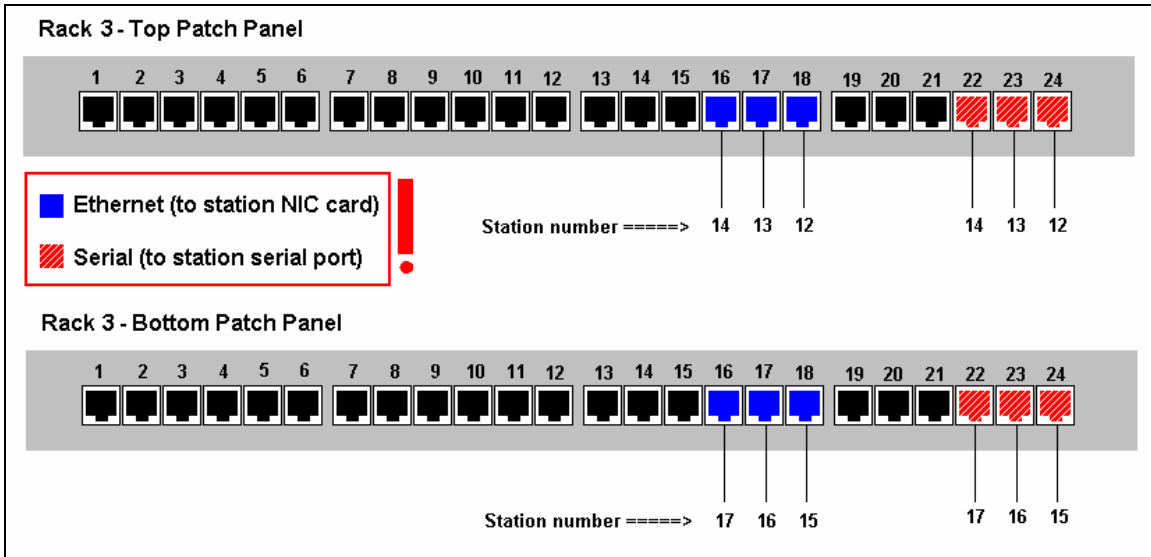 Rack 3 - Top Patch Panel
1 2 3 4 5 6 7 8 9 10 11 12 13 14 15 16 17 18 19 20 21 22 23 24
Ethernet (to station NIC card)
Serial (to station serial port)
!
Station number =====> 14 13 12 14 13 12
Rack 3 - Bottom Patch Panel
1 2 3 4 5 6 7 8 9 10 11 12 13 14 15 16 17 18 19 20 21 22 23 24
Station number =====> 17 16 15 17 16 15